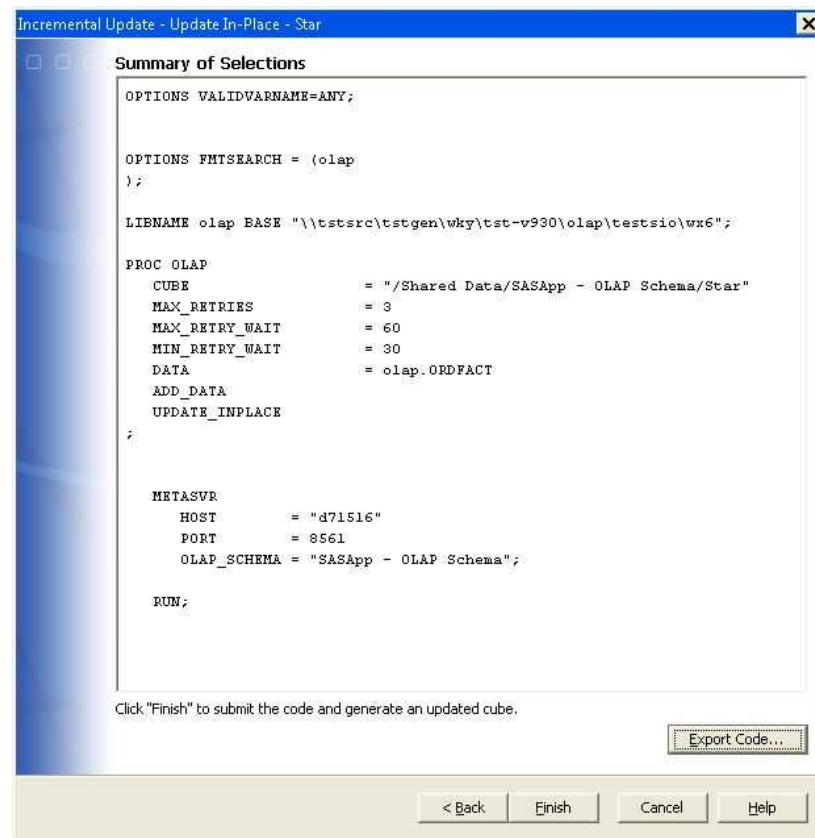 Incremental Update - Update In-Place - Star
Summary of Selections
OPTIONS VALIDVARNAME=ANY;
OPTIONS FMTSEARCH = (olap
);
LIBNAME olap BASE "\\tstsrc\tstgen\wky\tst-v930\olap\testsio\wx6";
PROC OLAP
CUBE = "/Shared Data/SASApp - OLAP Schema/Star"
MAX_RETRIES = 3
MAX_RETRY_WAIT = 60
MIN_RETRY_WAIT = 30
DATA = olap.ORDFACT
ADD_DATA
UPDATE_INPLACE
;
METASVR
HOST = "d71516"
PORT = 8561
OLAP_SCHEMA = "SASApp - OLAP Schema";
RUN;
Click "Finish" to submit the code and generate an updated cube.
Export Code...
< Back
Finish
Cancel
Help